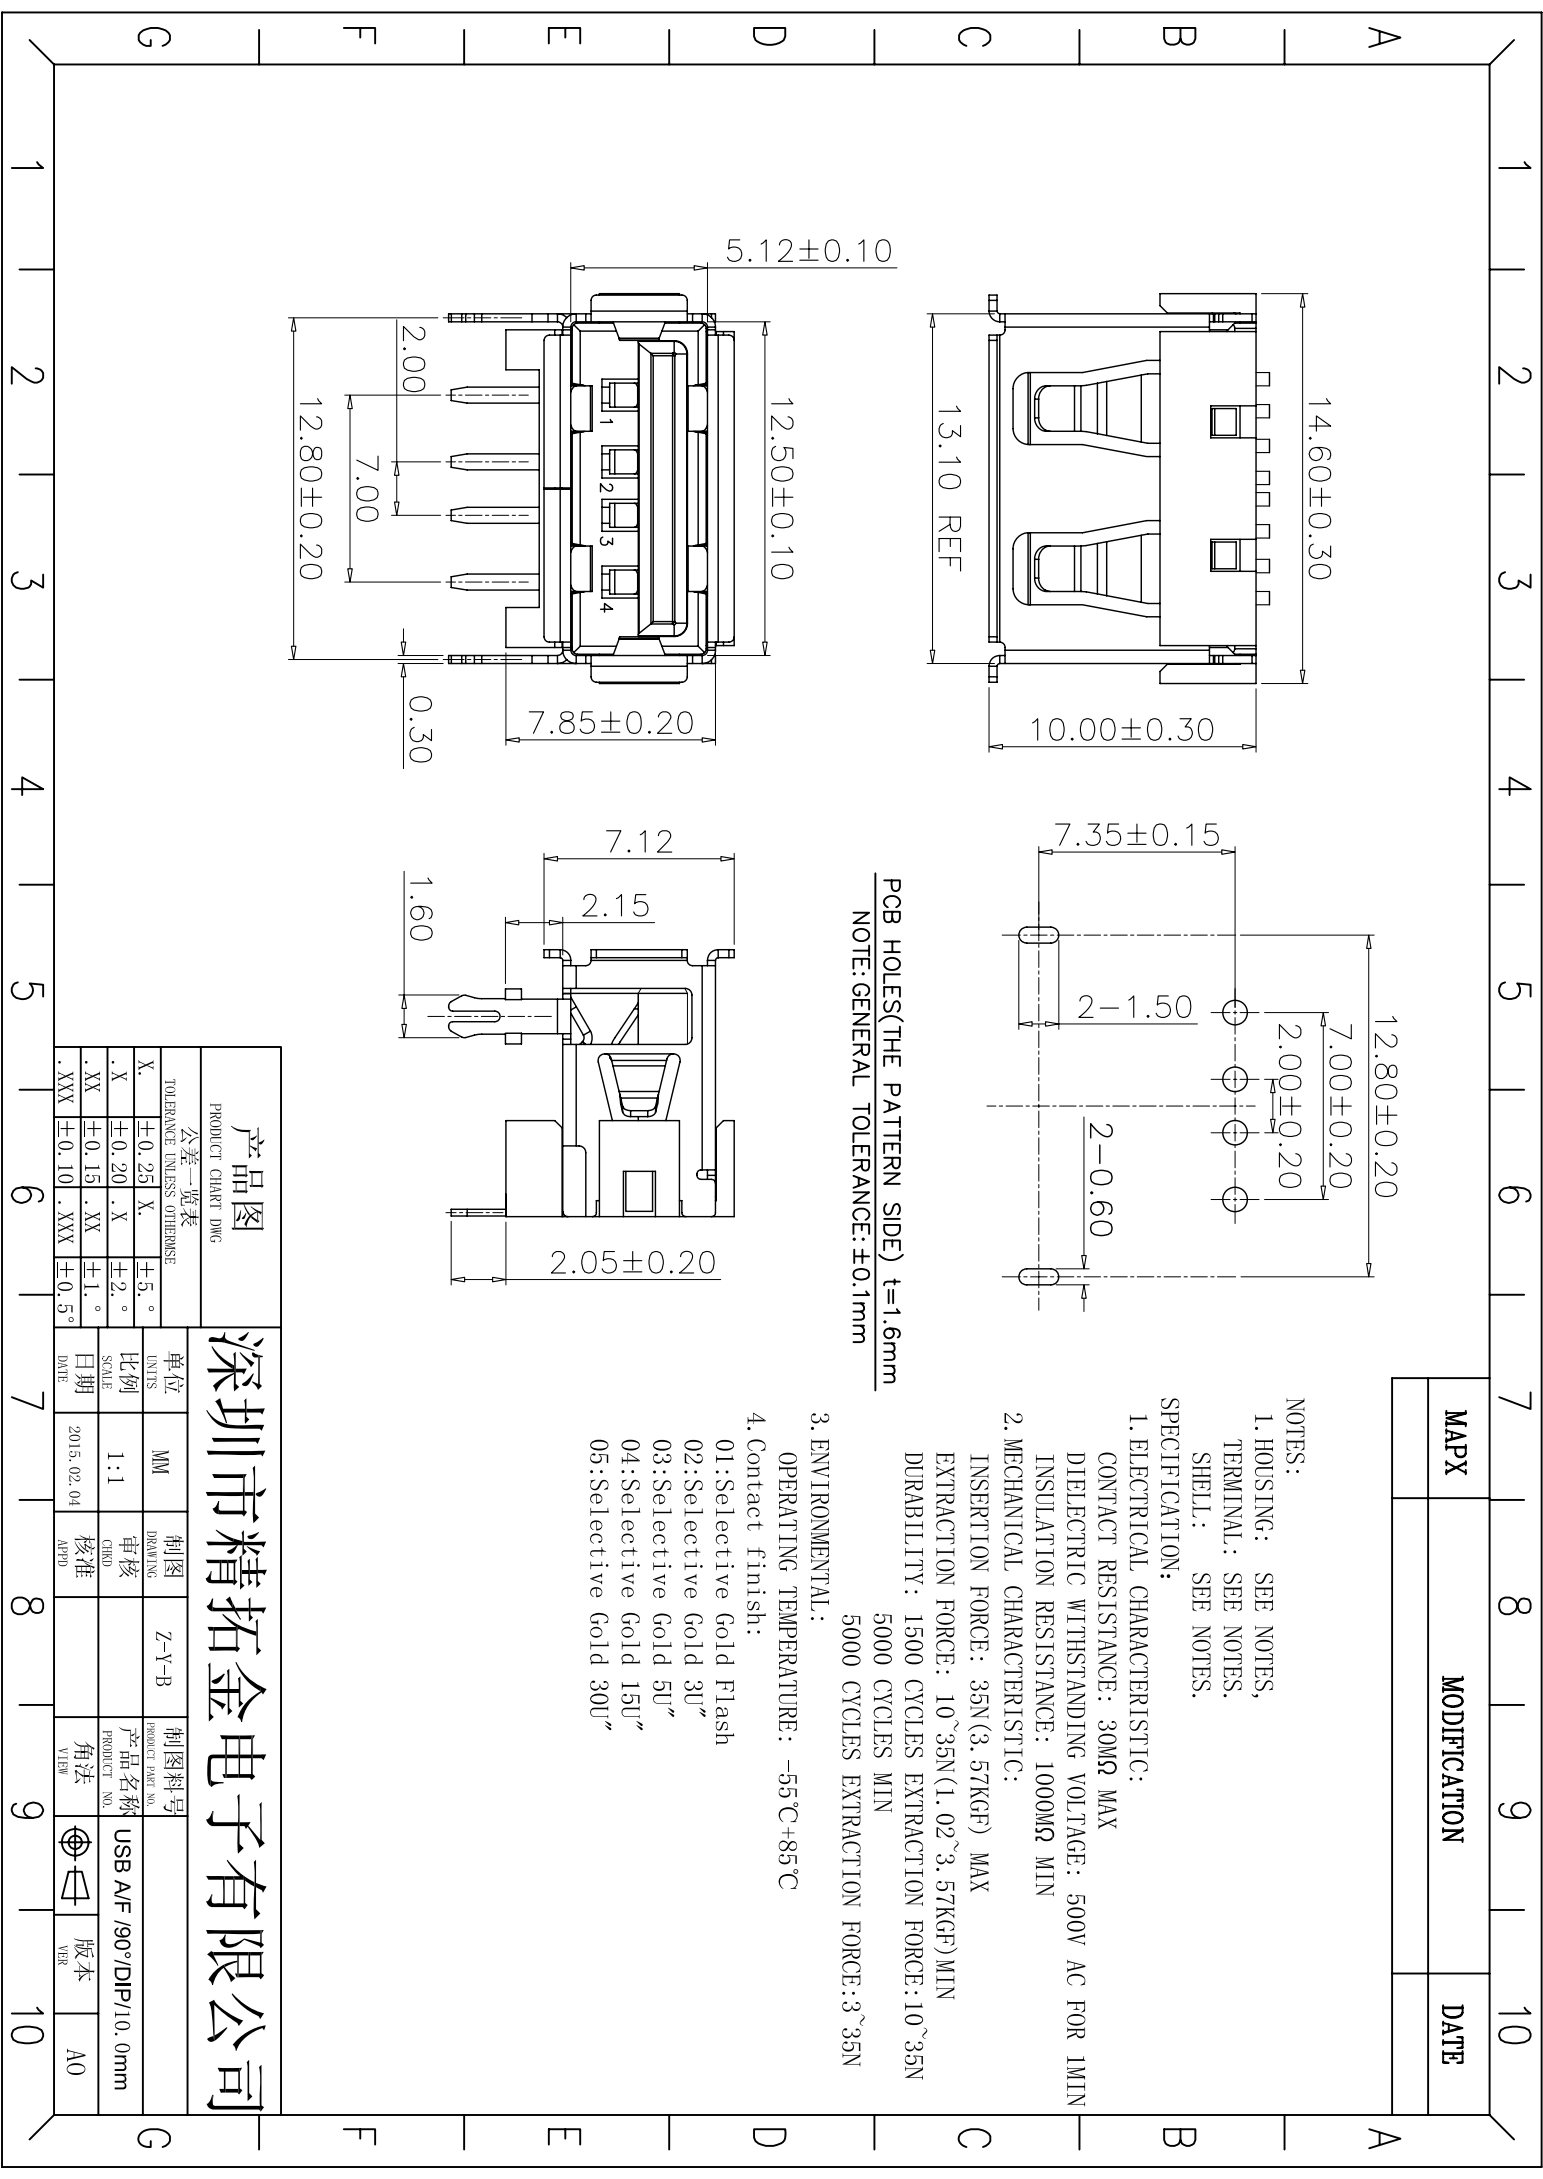 1 2 3 4 5 6 7 8 9 10
A
B
C
D
E
F
G
MAPX MODIFICATION DATE
14.60±0.30
10.00±0.30
13.10 REF
12.80±0.20
7.00±0.20
2.00±0.20
7.35±0.15
2-1.50
2-0.60
PCB HOLES(THE PATTERN SIDE) t=1.6mm
NOTE:GENERAL TOLERANCE:±0.1mm
5.12±0.10
12.50±0.10
1 2 3 4
2.00
7.00
12.80±0.20
7.85±0.20
0.30
7.12
2.15
1.60
2.05±0.20
NOTES:
1.HOUSING: SEE NOTES,
TERMINAL: SEE NOTES.
SHELL: SEE NOTES.
SPECIFICATION:
1.ELECTRICAL CHARACTERISTIC:
CONTACT RESISTANCE: 30MΩ MAX
DIELECTRIC WITHSTANDING VOLTAGE: 500V AC FOR 1MIN
INSULATION RESISTANCE: 1000MΩ MIN
2.MECHANICAL CHARACTERISTIC:
INSERTION FORCE: 35N(3.57KGF) MAX
EXTRACTION FORCE: 10~35N(1.02~3.57KGF)MIN
DURABILITY: 1500 CYCLES EXTRACTION FORCE:10~35N
5000 CYCLES MIN
5000 CYCLES EXTRACTION FORCE:3~35N
3.ENVIRONMENTAL:
OPERATING TEMPERATURE: -55℃+85℃
4.Contact finish:
01:Selective Gold Flash
02:Selective Gold 3U"
03:Selective Gold 5U"
04:Selective Gold 15U"
05:Selective Gold 30U"
产品图
PRODUCT CHART DWG
公差一览表
TOLERANCE UNLESS OTHERMSE
X. ±0.25 X. ±5.°
.X ±0.20 .X ±2.°
.XX ±0.15 .XX ±1.°
.XXX ±0.10 .XXX ±0.5°
深圳市精拓金电子有限公司
单位 MM 制图 Z-Y-B 制图料号
UNITS DRAWING PRODUCT PART NO.
比例 1:1 审核 产品名称 USB A/F /90°/DIP/10.0mm
SCALE CHKD PRODUCT NO.
日期 2015.02.04 核准 角法 版本 AO
DATE APPD VIEW VER
1 2 3 4 5 6 7 8 9 10
A
B
C
D
E
F
G